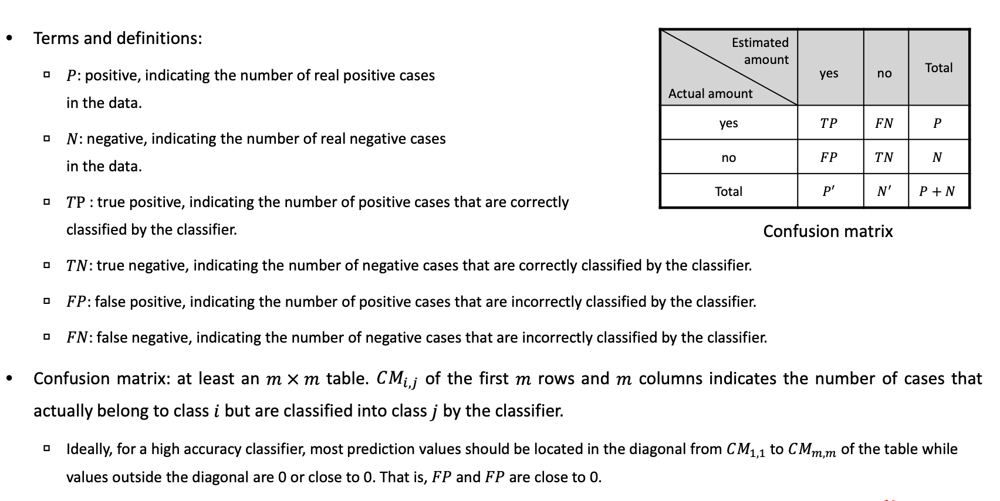 • Terms and definitions:
▫ P: positive, indicating the number of real positive cases
in the data.
▫ N: negative, indicating the number of real negative cases
in the data.
▫ TP : true positive, indicating the number of positive cases that are correctly
classified by the classifier.
▫ TN: true negative, indicating the number of negative cases that are correctly classified by the classifier.
▫ FP: false positive, indicating the number of positive cases that are incorrectly classified by the classifier.
▫ FN: false negative, indicating the number of negative cases that are incorrectly classified by the classifier.
Estimated
amount
Actual amount
yes no Total
yes TP FN P
no FP TN N
Total P′ N′ P + N
Confusion matrix
• Confusion matrix: at least an m × m table. CM_{i,j} of the first m rows and m columns indicates the number of cases that
actually belong to class i but are classified into class j by the classifier.
▫ Ideally, for a high accuracy classifier, most prediction values should be located in the diagonal from CM_{1,1} to CM_{m,m} of the table while
values outside the diagonal are 0 or close to 0. That is, FP and FP are close to 0.